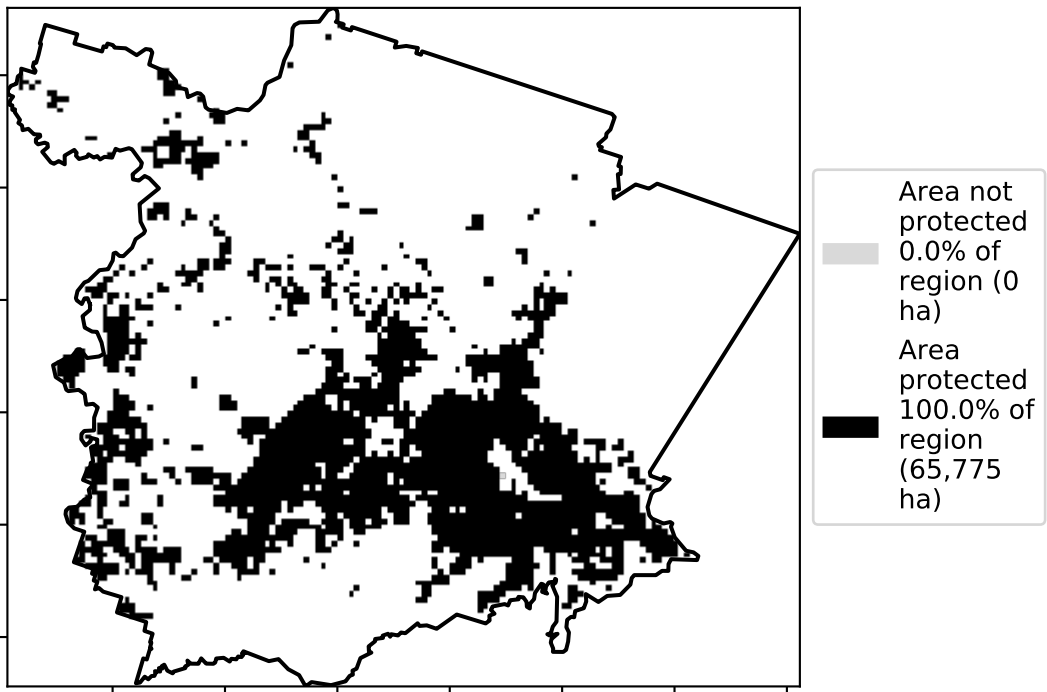 Area not
protected
0.0% of
region (0
ha)
Area
protected
100.0% of
region
(65,775
ha)